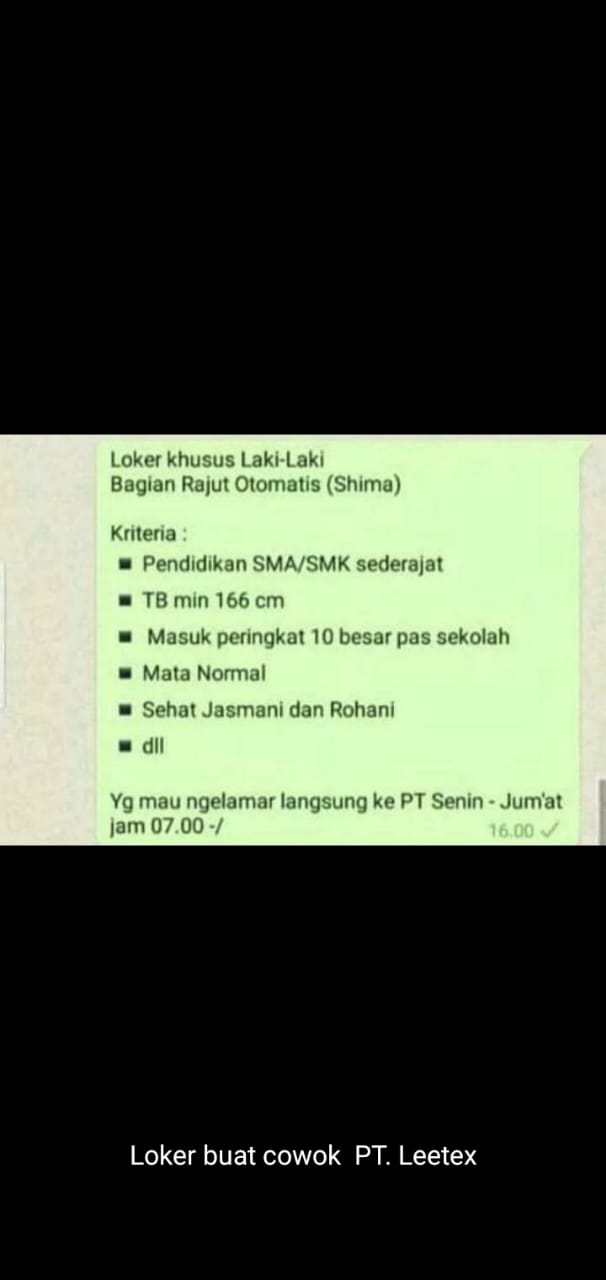 Loker khusus Laki-Laki
Bagian Rajut Otomatis (Shima)
Kriteria :
▪ Pendidikan SMA/SMK sederajat
▪ TB min 166 cm
▪ Masuk peringkat 10 besar pas sekolah
▪ Mata Normal
▪ Sehat Jasmani dan Rohani
▪ dll
Yg mau ngelamar langsung ke PT Senin - Jum'at
jam 07.00 -/
16.00 ✓
Loker buat cowok PT. Leetex